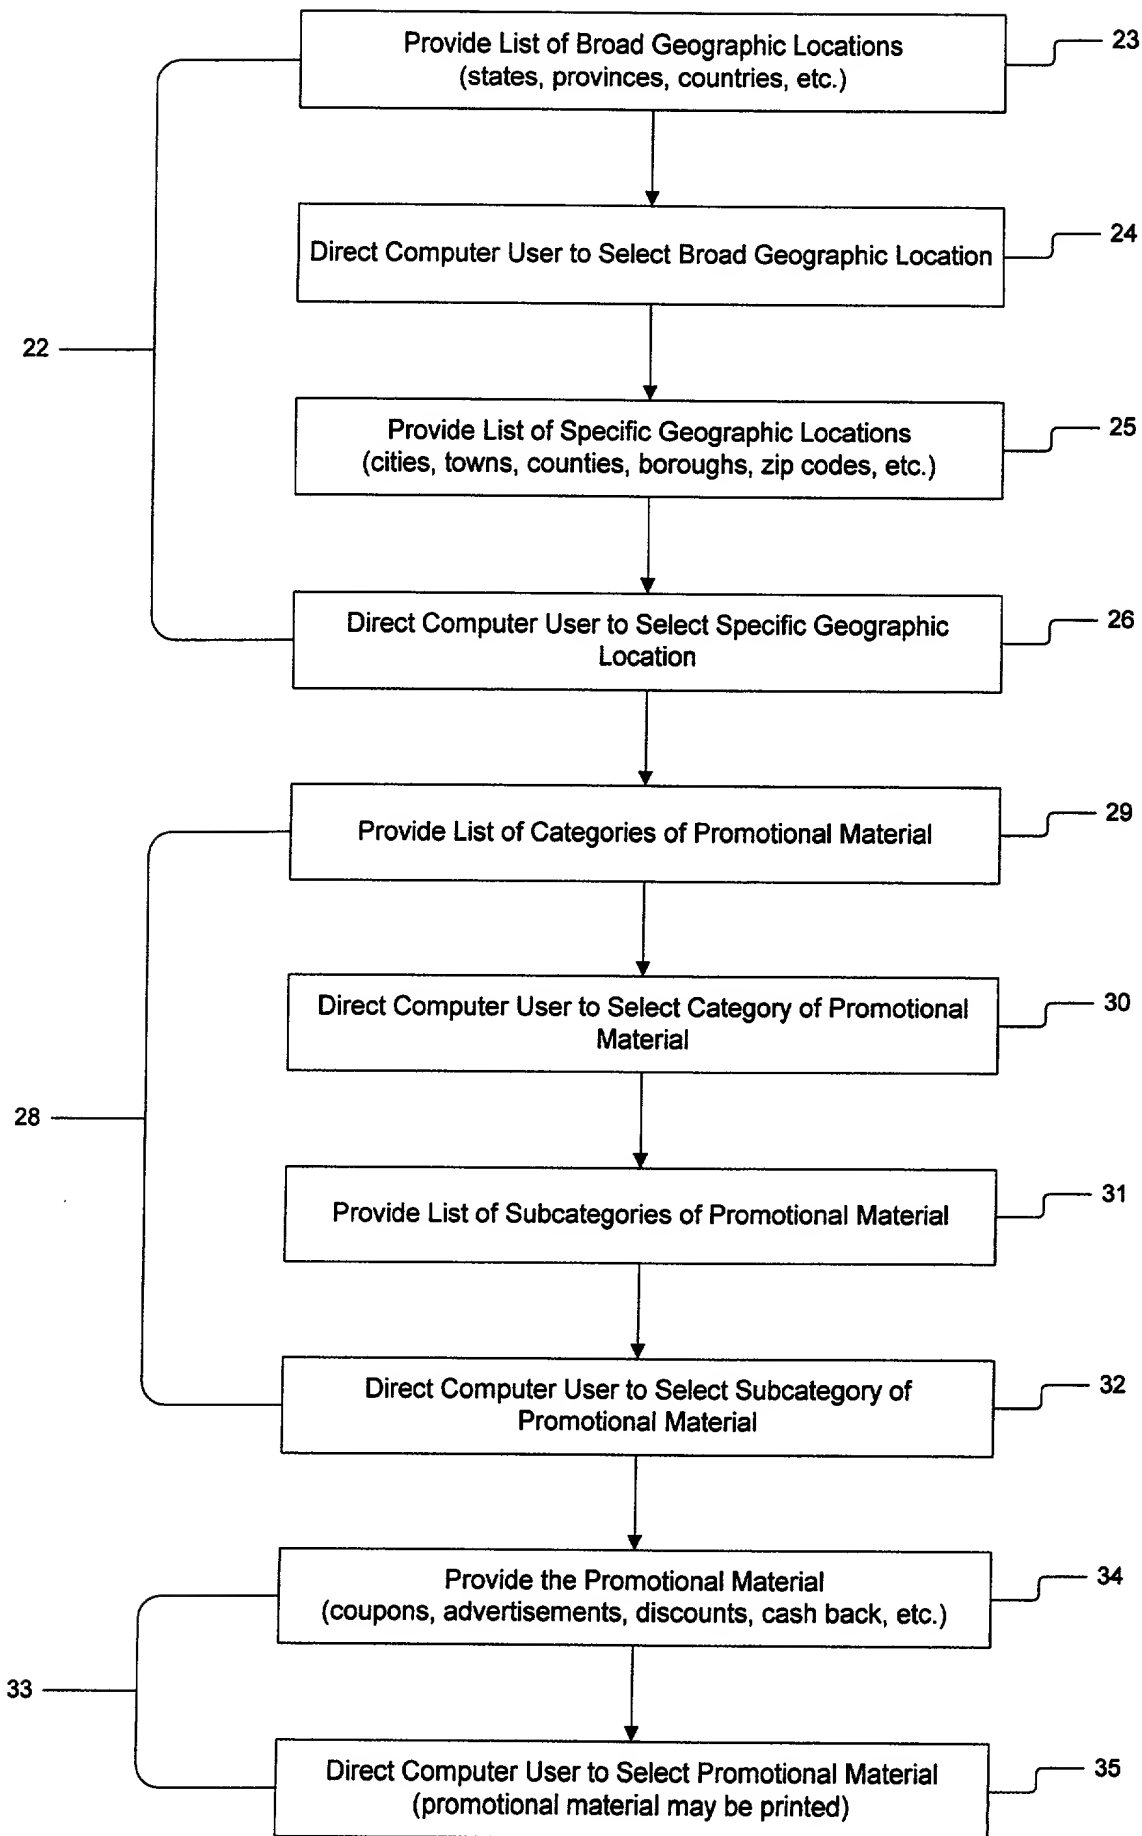 Provide List of Broad Geographic Locations
(states, provinces, countries, etc.)
23
Direct Computer User to Select Broad Geographic Location
24
22
Provide List of Specific Geographic Locations
(cities, towns, counties, boroughs, zip codes, etc.)
25
Direct Computer User to Select Specific Geographic
Location
26
Provide List of Categories of Promotional Material
29
Direct Computer User to Select Category of Promotional
Material
30
28
Provide List of Subcategories of Promotional Material
31
Direct Computer User to Select Subcategory of
Promotional Material
32
Provide the Promotional Material
(coupons, advertisements, discounts, cash back, etc.)
34
33
Direct Computer User to Select Promotional Material
(promotional material may be printed)
35